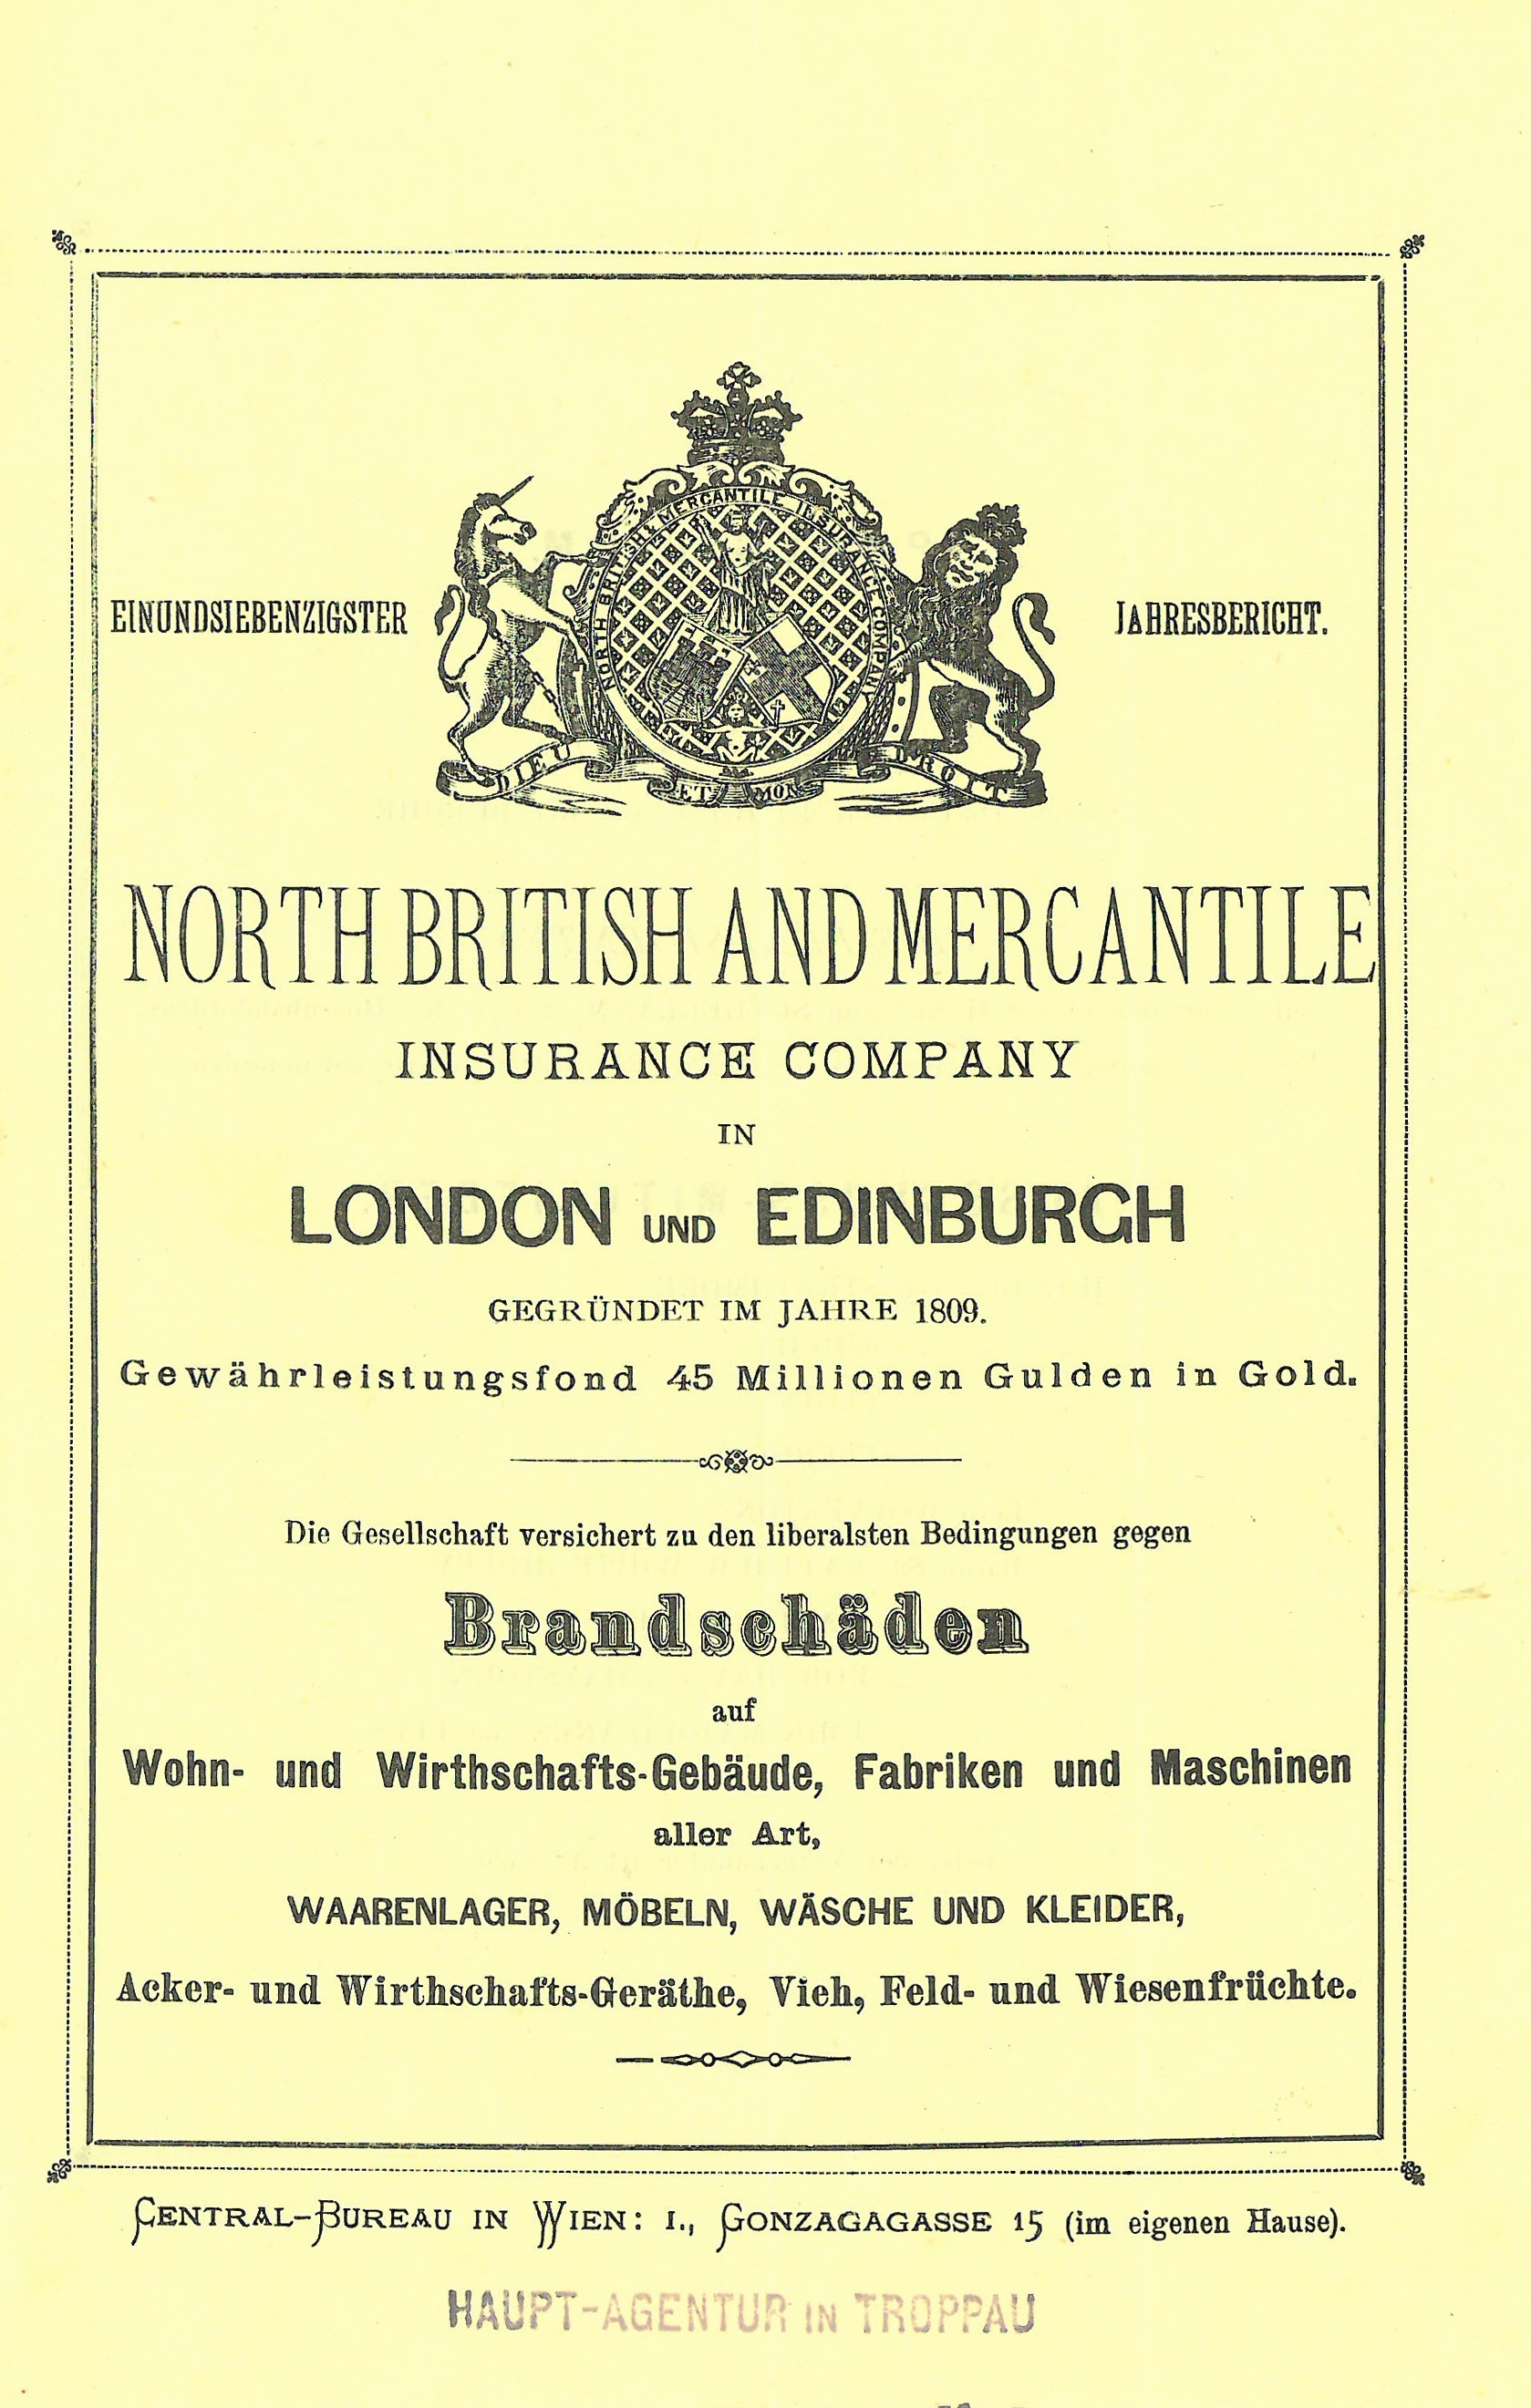 NORTH BRITISH & MERCANTILE INSURANCE COMPANY
EINUNDSIEBENZIGSTER JAHRESBERICHT.
DIEU ET MON DROIT
NORTH BRITISH AND MERCANTILE
INSURANCE COMPANY
IN
LONDON UND EDINBURGH
GEGRÜNDET IM JAHRE 1809.
Gewährleistungsfond 45 Millionen Gulden in Gold.
Die Gesellschaft versichert zu den liberalsten Bedingungen gegen
Brandschäden
auf
Wohn- und Wirthschafts-Gebäude, Fabriken und Maschinen
aller Art,
WAARENLAGER, MÖBELN, WÄSCHE UND KLEIDER,
Acker- und Wirthschafts-Geräthe, Vieh, Feld- und Wiesenfrüchte.
CENTRAL-BUREAU IN WIEN: I., GONZAGAGASSE 15 (im eigenen Hause).
HAUPT-AGENTUR IN TROPPAU